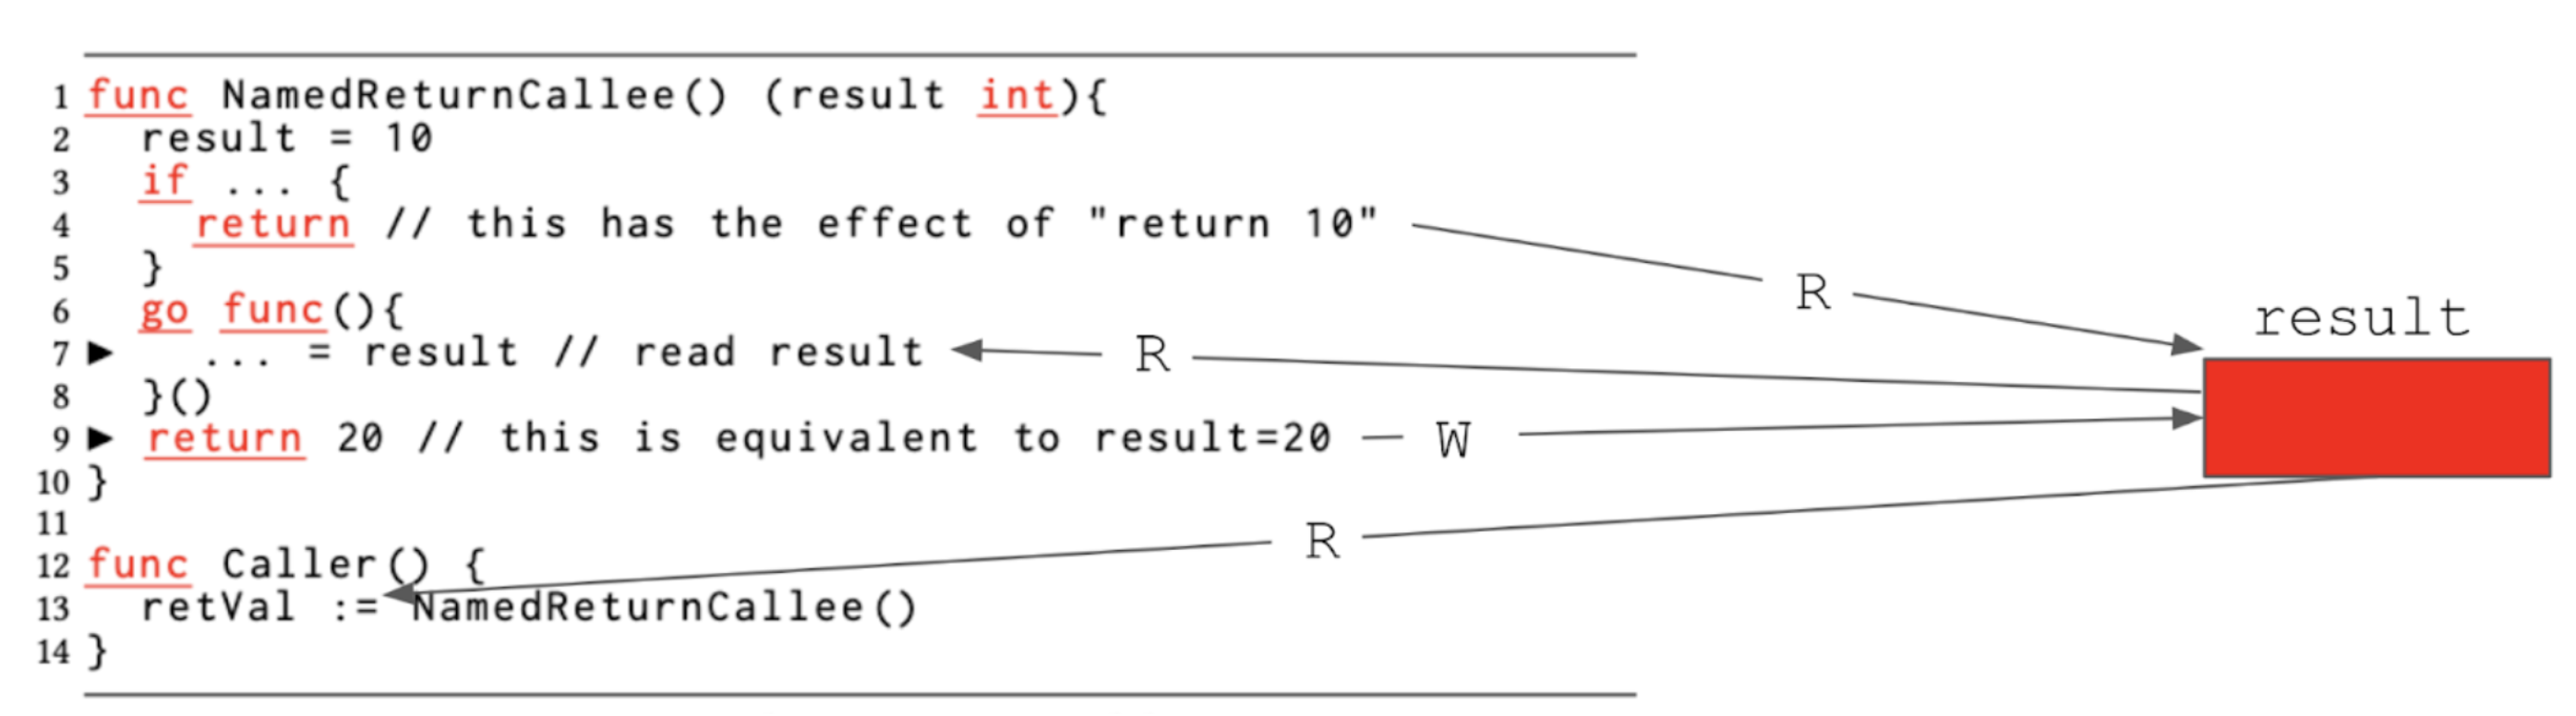 1 func NamedReturnCallee() (result int){
2 result = 10
3 if ... {
4 return // this has the effect of "return 10"
R
5 }
result
6 go func(){
7 ▶ ... = result // read result
R
8 }()
9 ▶ return 20 // this is equivalent to result=20
W
10 }
11
R
12 func Caller() {
13 retVal := NamedReturnCallee()
14 }